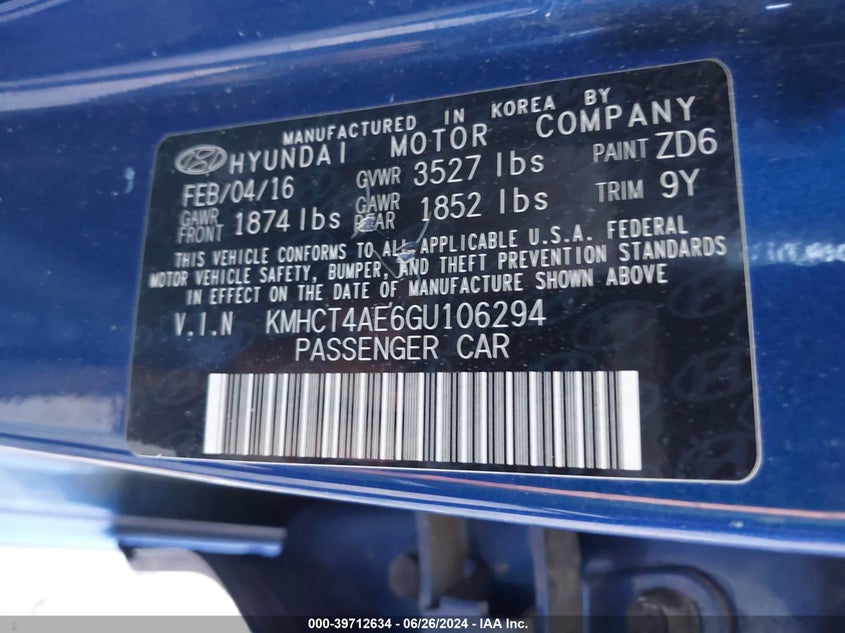 MANUFACTURED IN KOREA BY
HYUNDAI MOTOR COMPANY
FEB/04/16 GVWR 3527 lbs PAINT ZD6
GAWR FRONT 1874 lbs GAWR REAR 1852 lbs TRIM 9Y
THIS VEHICLE CONFORMS TO ALL APPLICABLE U.S.A. FEDERAL
MOTOR VEHICLE SAFETY, BUMPER, AND THEFT PREVENTION STANDARDS
IN EFFECT ON THE DATE OF MANUFACTURE SHOWN ABOVE
V.I.N KMHCT4AE6GU106294
PASSENGER CAR
000-39712634 - 06/26/2024 - IAA Inc.